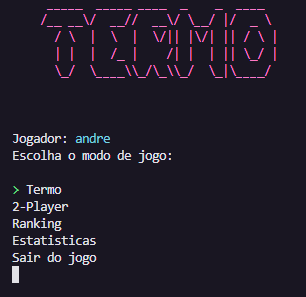 TERMO
Jogador: andre
Escolha o modo de jogo:
> Termo
2-Player
Ranking
Estatisticas
Sair do jogo